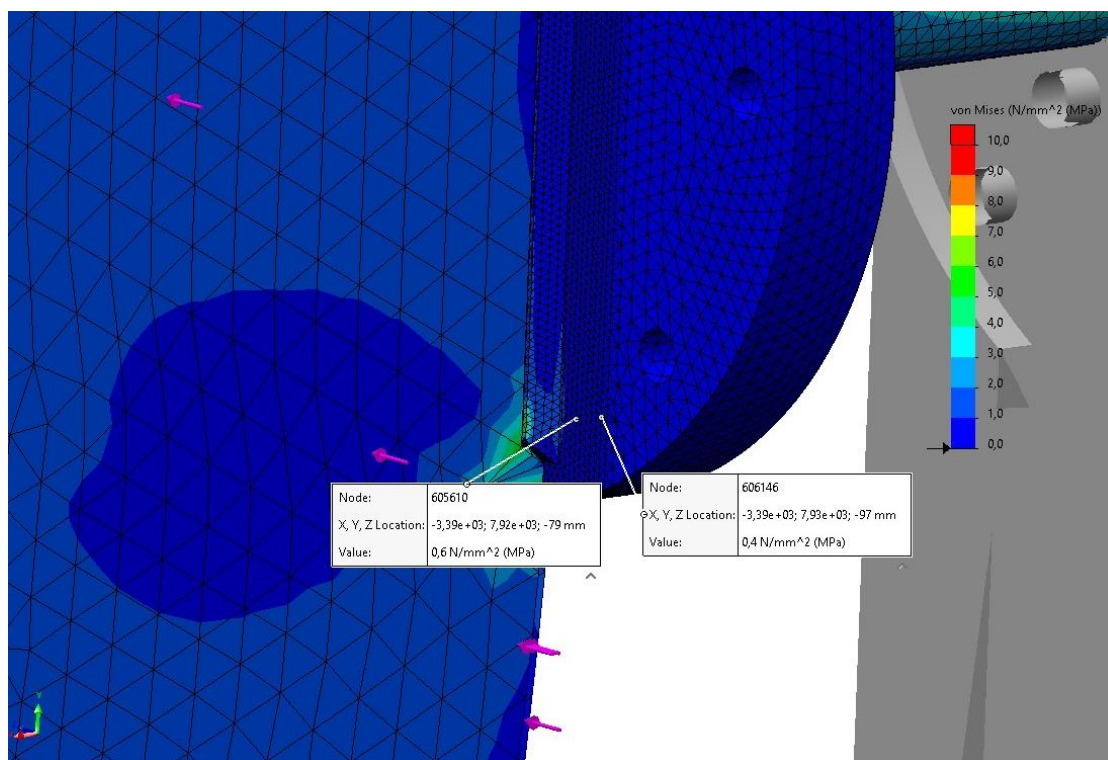 von Mises (N/mm^2 (MPa))
10,0
9,0
8,0
7,0
6,0
5,0
4,0
3,0
2,0
1,0
0,0
Node: 605610
X, Y, Z Location: -3,39e+03; 7,92e+03; -79 mm
Value: 0,6 N/mm^2 (MPa)
Node: 606146
X, Y, Z Location: -3,39e+03; 7,93e+03; -97 mm
Value: 0,4 N/mm^2 (MPa)